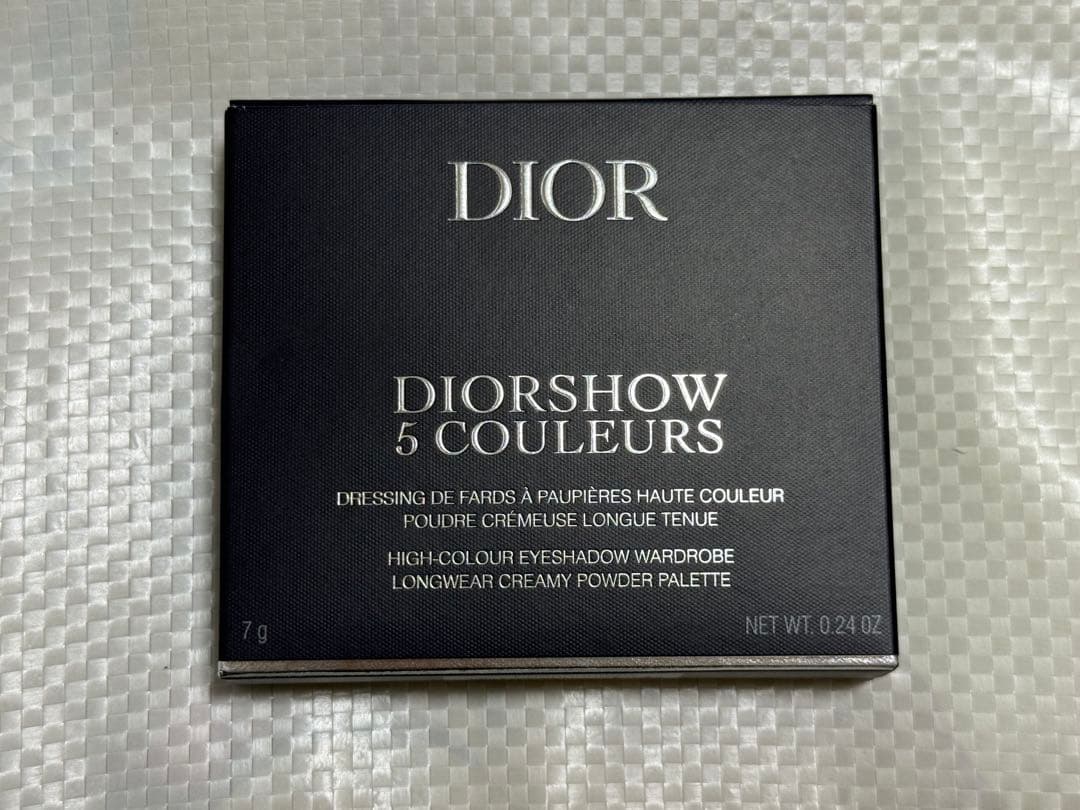 DIOR
DIORSHOW
5 COULEURS
DRESSING DE FARDS À PAUPIÈRES HAUTE COULEUR
POUDRE CRÉMEUSE LONGUE TENUE
HIGH-COLOUR EYESHADOW WARDROBE
LONGWEAR CREAMY POWDER PALETTE
7 g
NET WT. 0.24 OZ